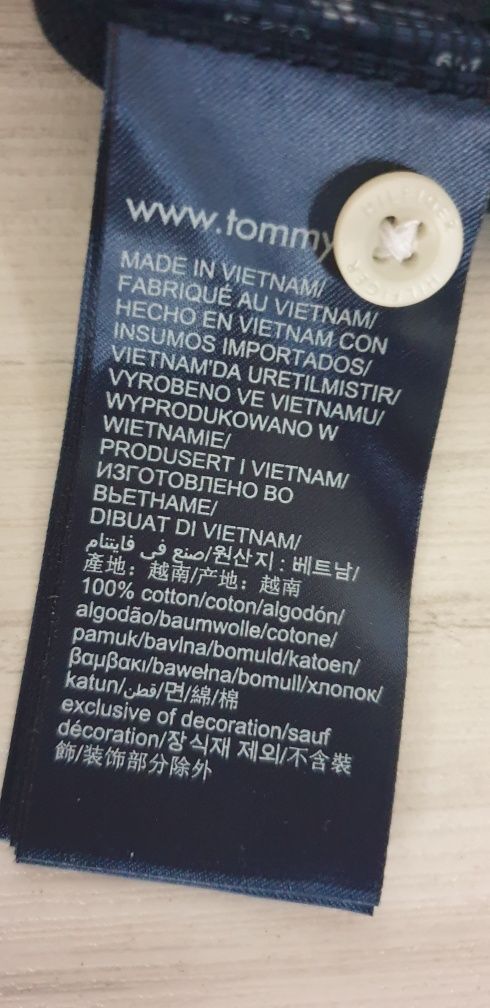 www.tommy
HILFIGER
HILFIGER
MADE IN VIETNAM/
FABRIQUÉ AU VIETNAM/
HECHO EN VIETNAM CON
INSUMOS IMPORTADOS/
VIETNAM'DA URETILMISTIR/
VYROBENO VE VIETNAMU/
WYPRODUKOWANO W
WIETNAMIE/
PRODUSERT I VIETNAM/
ИЗГОТОВЛЕНО ВО
ВЬЕТНАМЕ/
DIBUAT DI VIETNAM/
صنع في فايتنام/원산지 : 베트남/
產地：越南/产地：越南
100% cotton/coton/algodón/
algodão/baumwolle/cotone/
pamuk/bavlna/bomuld/katoen/
βαμβακι/bawełna/bomull/хлопок/
katun/قطن/면/綿/棉
exclusive of decoration/sauf
décoration/장식재 제외/不含裝
飾/装饰部分除外